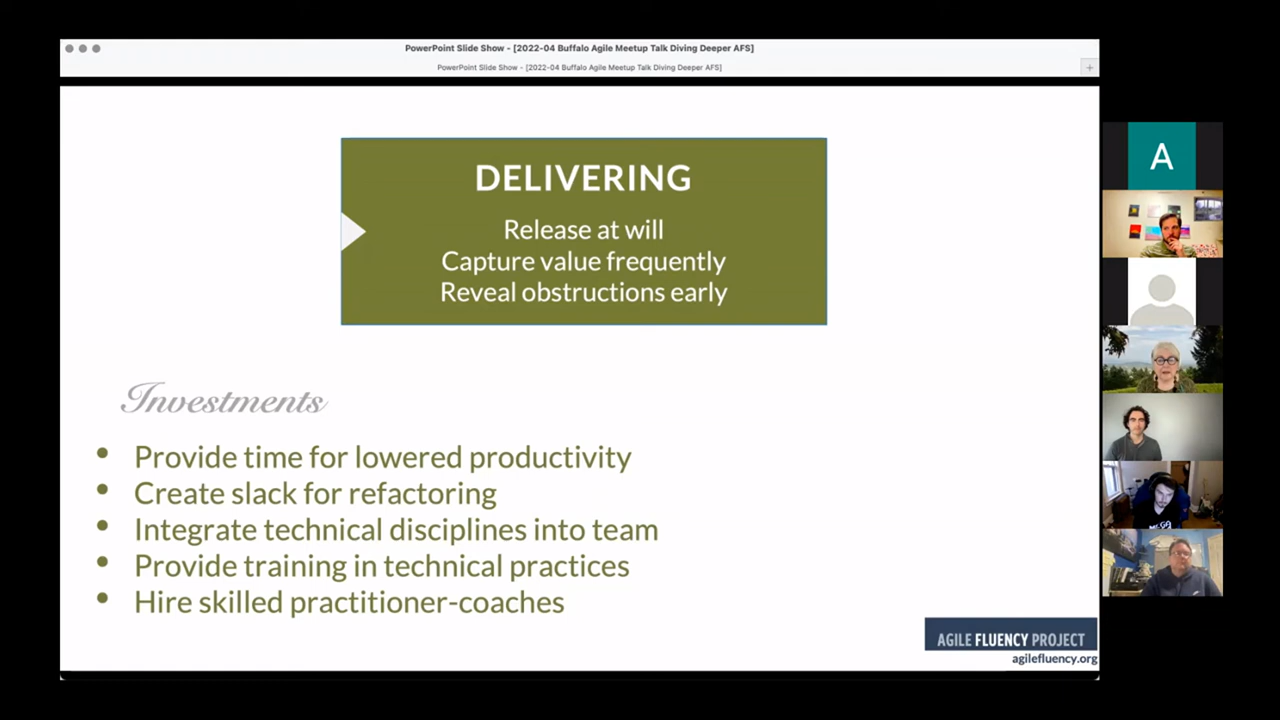 PowerPoint Slide Show - [2022-04 Buffalo Agile Meetup Talk Diving Deeper AFS]
PowerPoint Slide Show - [2022-04 Buffalo Agile Meetup Talk Diving Deeper AFS]
+
DELIVERING
Release at will
Capture value frequently
Reveal obstructions early
Investments
• Provide time for lowered productivity
• Create slack for refactoring
• Integrate technical disciplines into team
• Provide training in technical practices
• Hire skilled practitioner-coaches
AGILE FLUENCY PROJECT
agilefluency.org
A